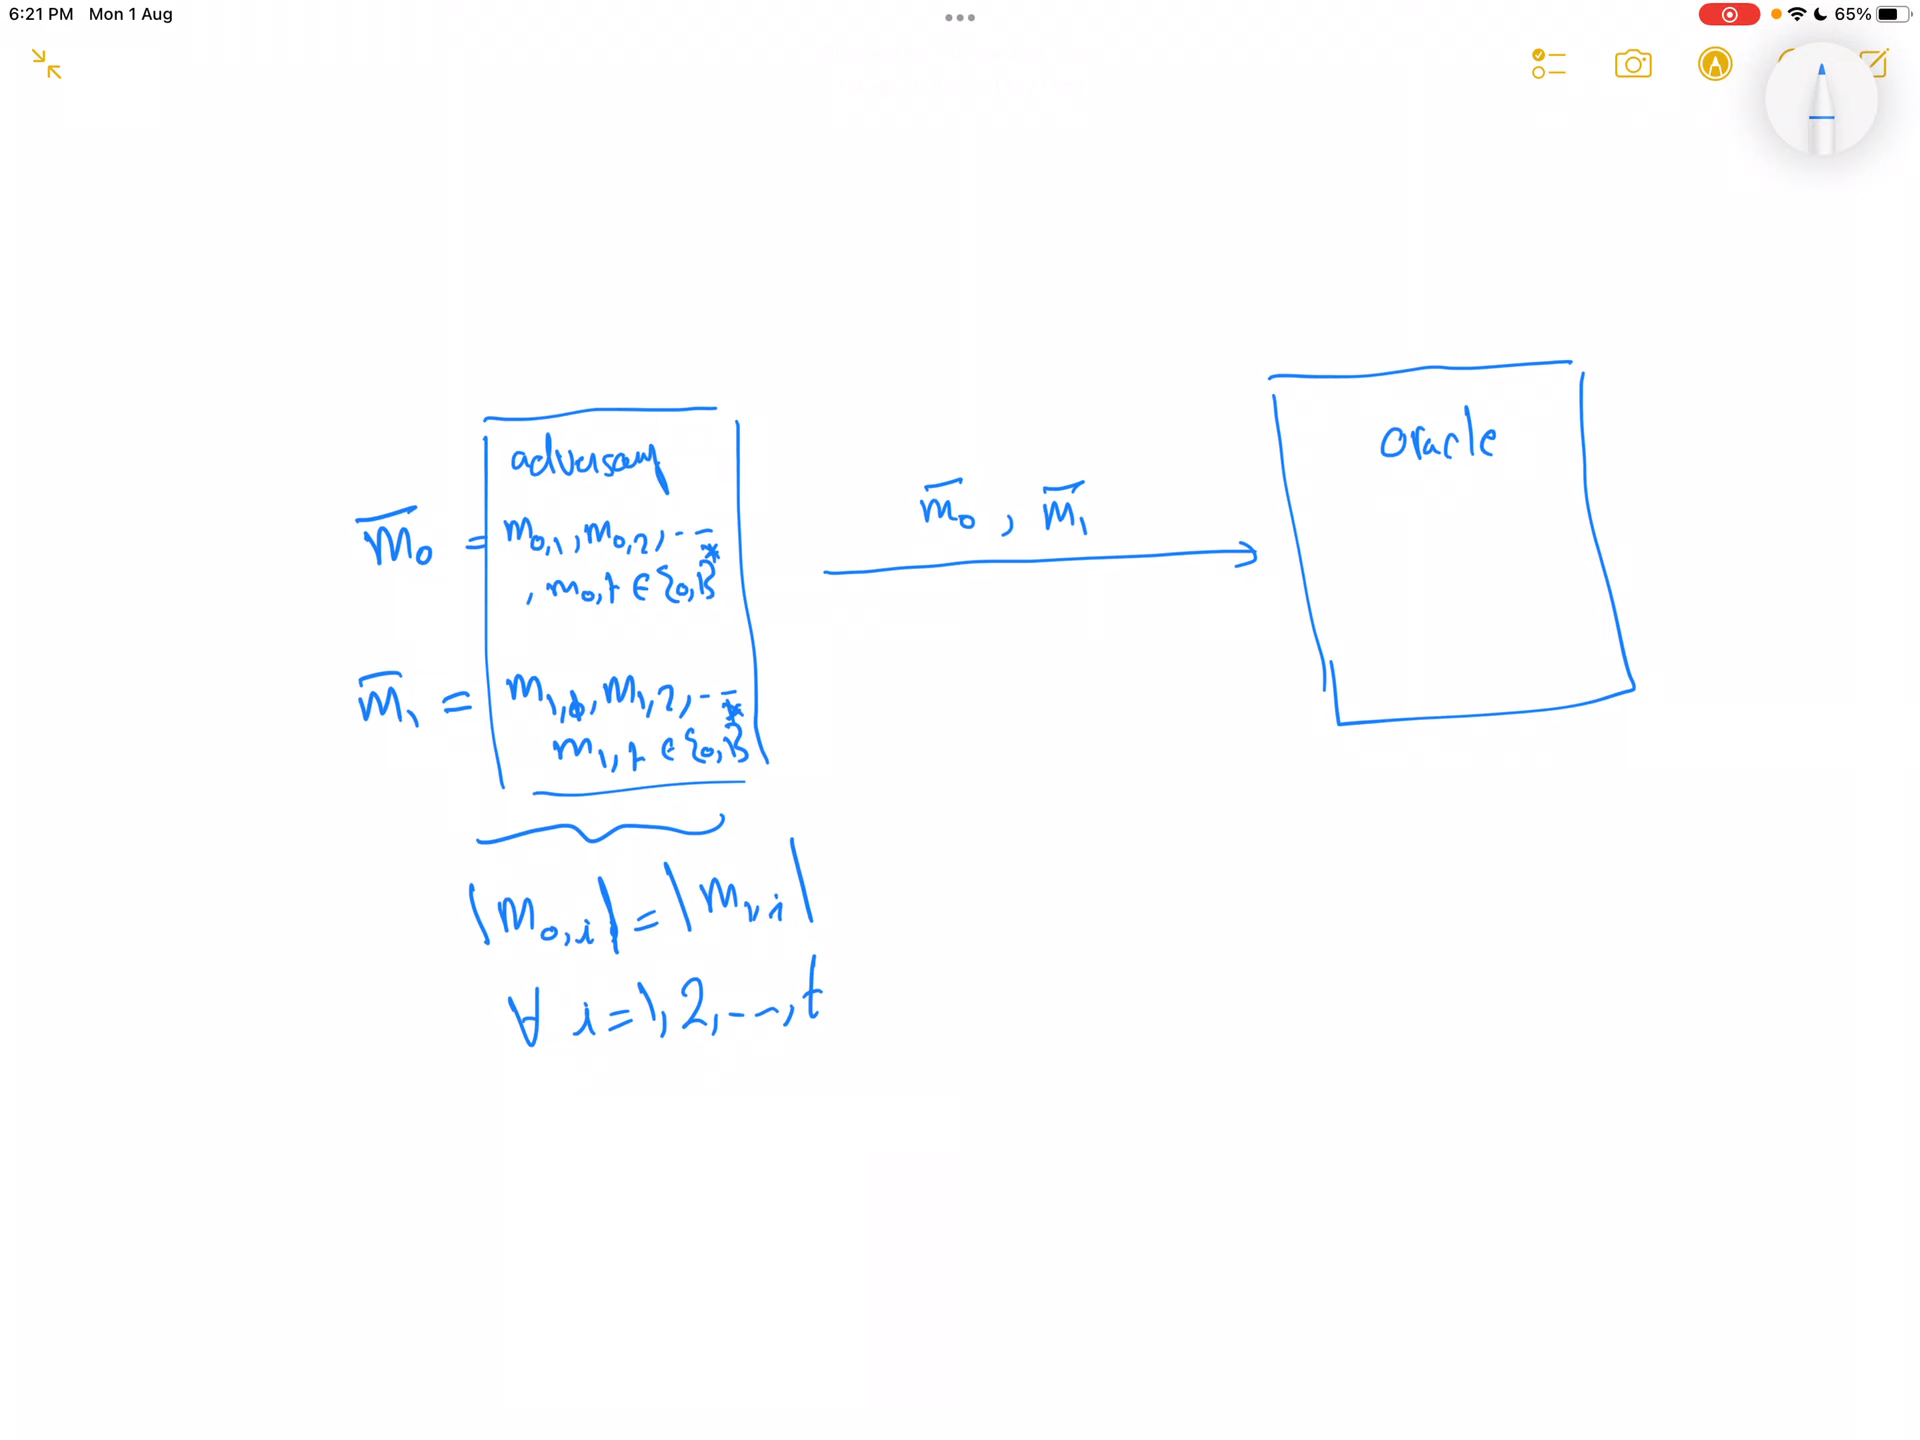 6:21 PM Mon 1 Aug
65%
adversary
oracle
m̅₀ = m₀,₁, m₀,₂, --
, m₀,t ∈ {0,1}*
m̅₀ , m̅₁
m̅₁ = m₁,₁, m₁,₂, --
m₁,t ∈ {0,1}*
|m₀,i| = |m₁,i|
∀ i=1,2,--,t